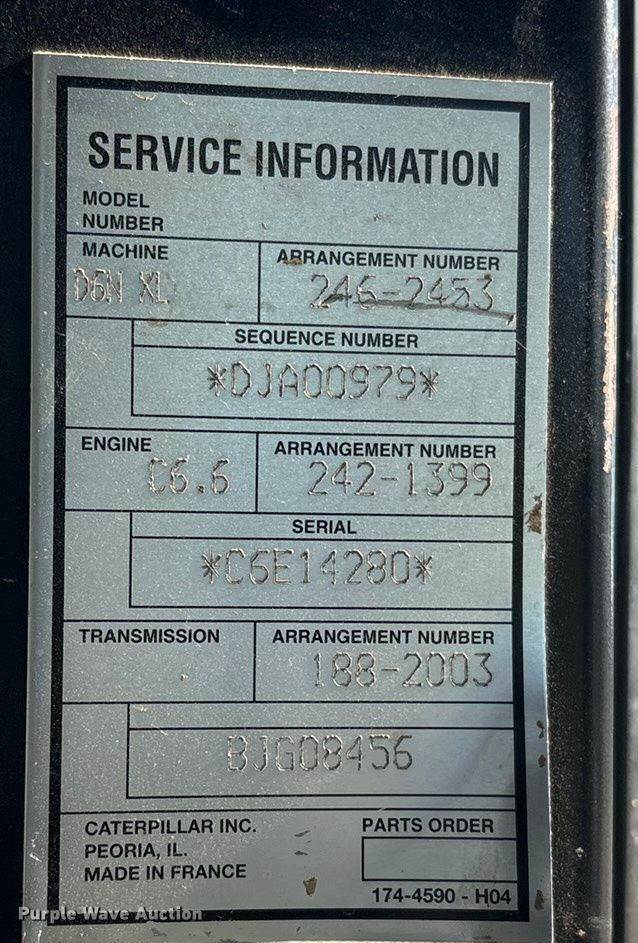 SERVICE INFORMATION
MODEL
NUMBER
MACHINE
ARRANGEMENT NUMBER
D6N XL
246-2453
SEQUENCE NUMBER
*DJA00979*
ENGINE
ARRANGEMENT NUMBER
C6.6
242-1399
SERIAL
*C6E14280*
TRANSMISSION
ARRANGEMENT NUMBER
188-2003
BJG08456
CATERPILLAR INC.
PARTS ORDER
PEORIA, IL.
MADE IN FRANCE
174-4590 - H04
Purple Wave Auction